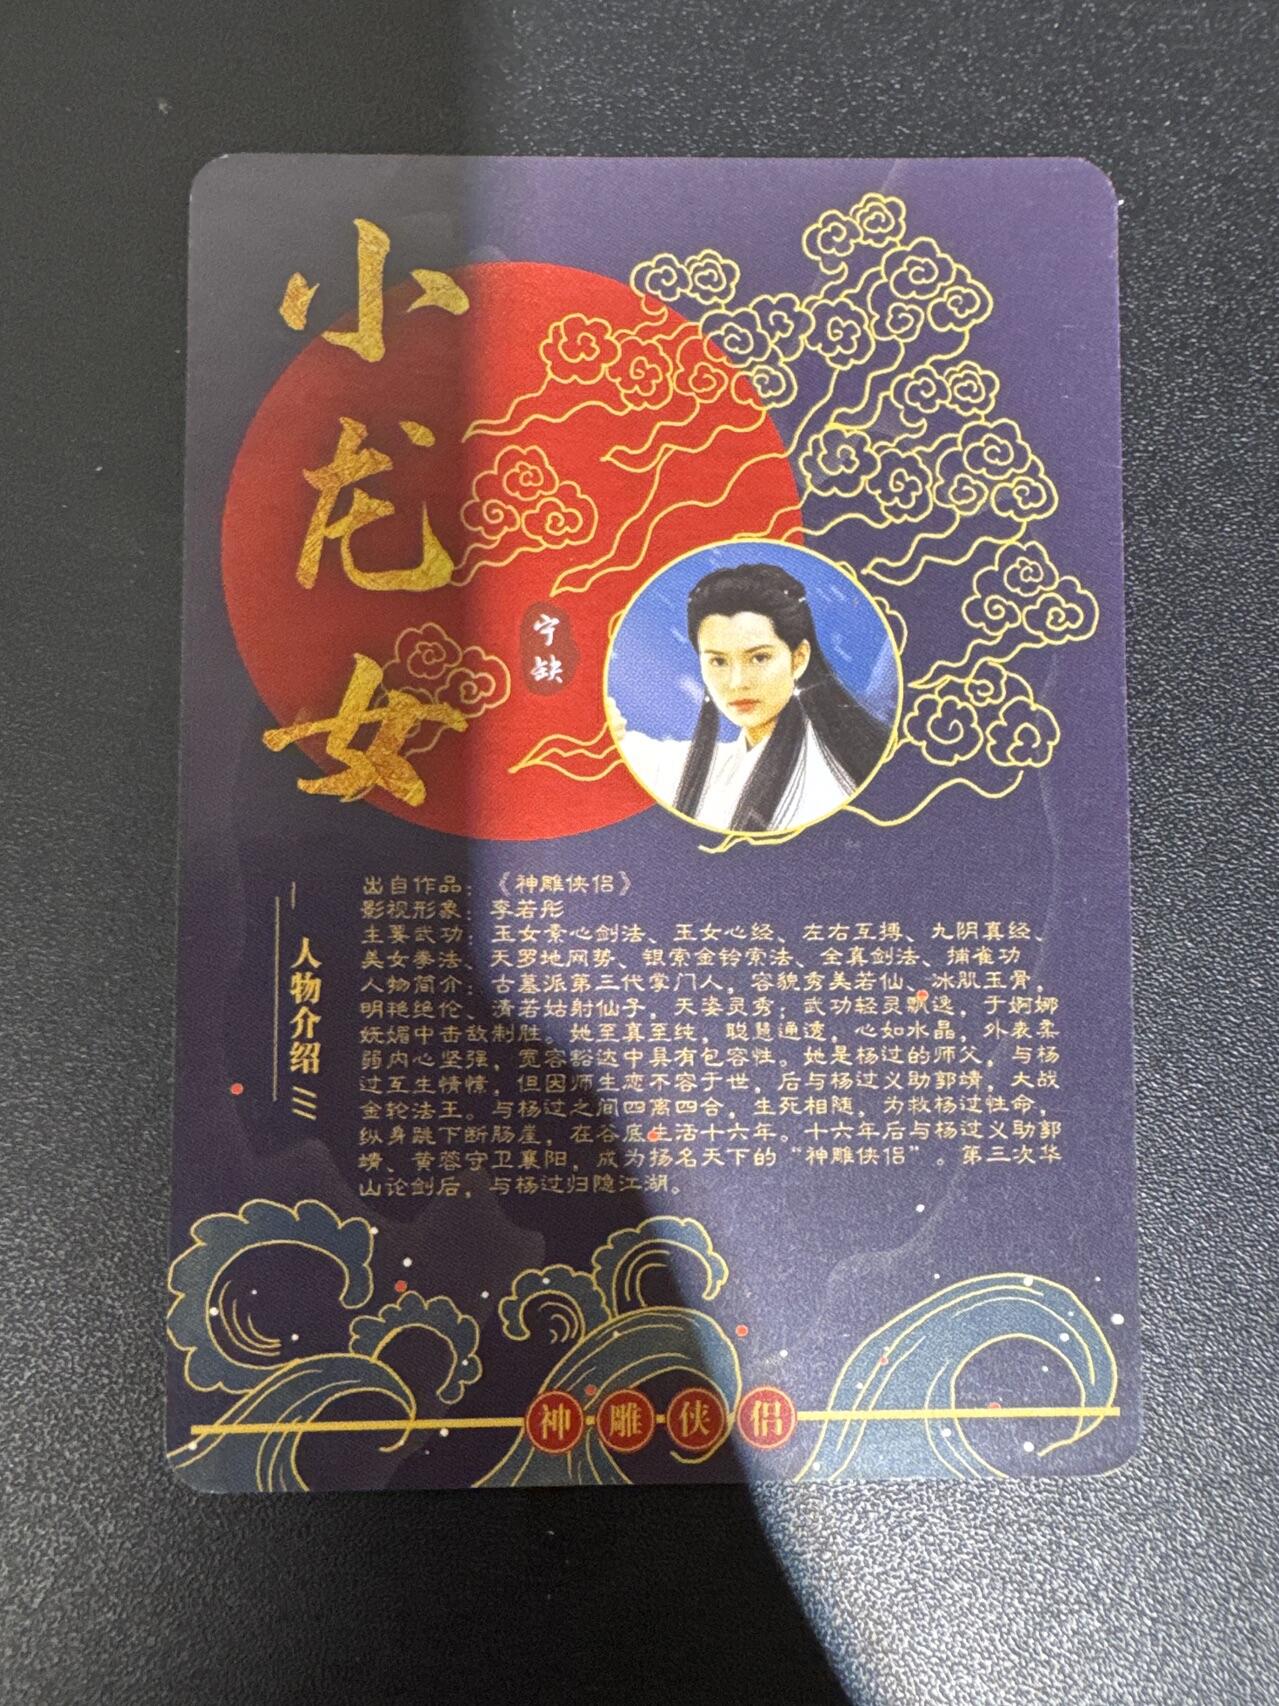 小龙女
宁缺
人物介绍
出自作品：《神雕侠侣》
影视形象：李若彤
主要武功：玉女素心剑法、玉女心经、左右互搏、九阴真经、
美女拳法、天罗地网势、银索金铃索法、全真剑法、捕雀功
人物简介：古墓派第三代掌门人，容貌秀美若仙、冰肌玉骨，
明艳绝伦、清若姑射仙子，天姿灵秀；武功轻灵飘逸，于婀娜
妩媚中击敌制胜。她至真至纯，聪慧通透，心如水晶，外表柔
弱内心坚强，宽容豁达中具有包容性。她是杨过的师父，与杨
过互生情愫，但因师生恋不容于世，后与杨过义助郭靖，大战
金轮法王。与杨过之间四离四合，生死相随，为救杨过性命，
纵身跳下断肠崖，在谷底生活十六年。十六年后与杨过义助郭
靖、黄蓉守卫襄阳，成为扬名天下的“神雕侠侣”。第三次华
山论剑后，与杨过归隐江湖。
神·雕·侠·侣